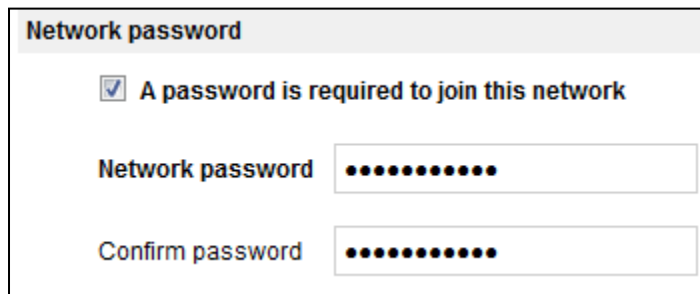 Network password
A password is required to join this network
Network password •••••••••••
Confirm password •••••••••••